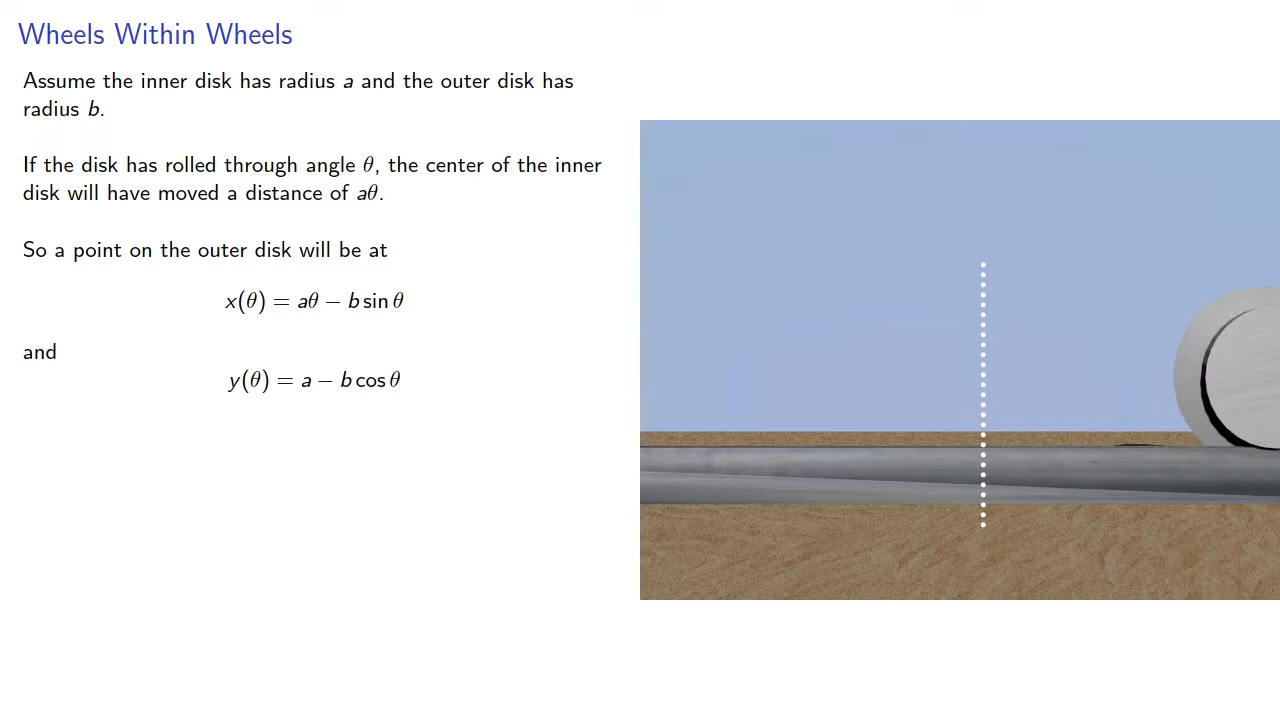 Wheels Within Wheels
Assume the inner disk has radius a and the outer disk has
radius b.
If the disk has rolled through angle θ, the center of the inner
disk will have moved a distance of aθ.
So a point on the outer disk will be at
x(θ) = aθ − b sin θ
and
y(θ) = a − b cos θ